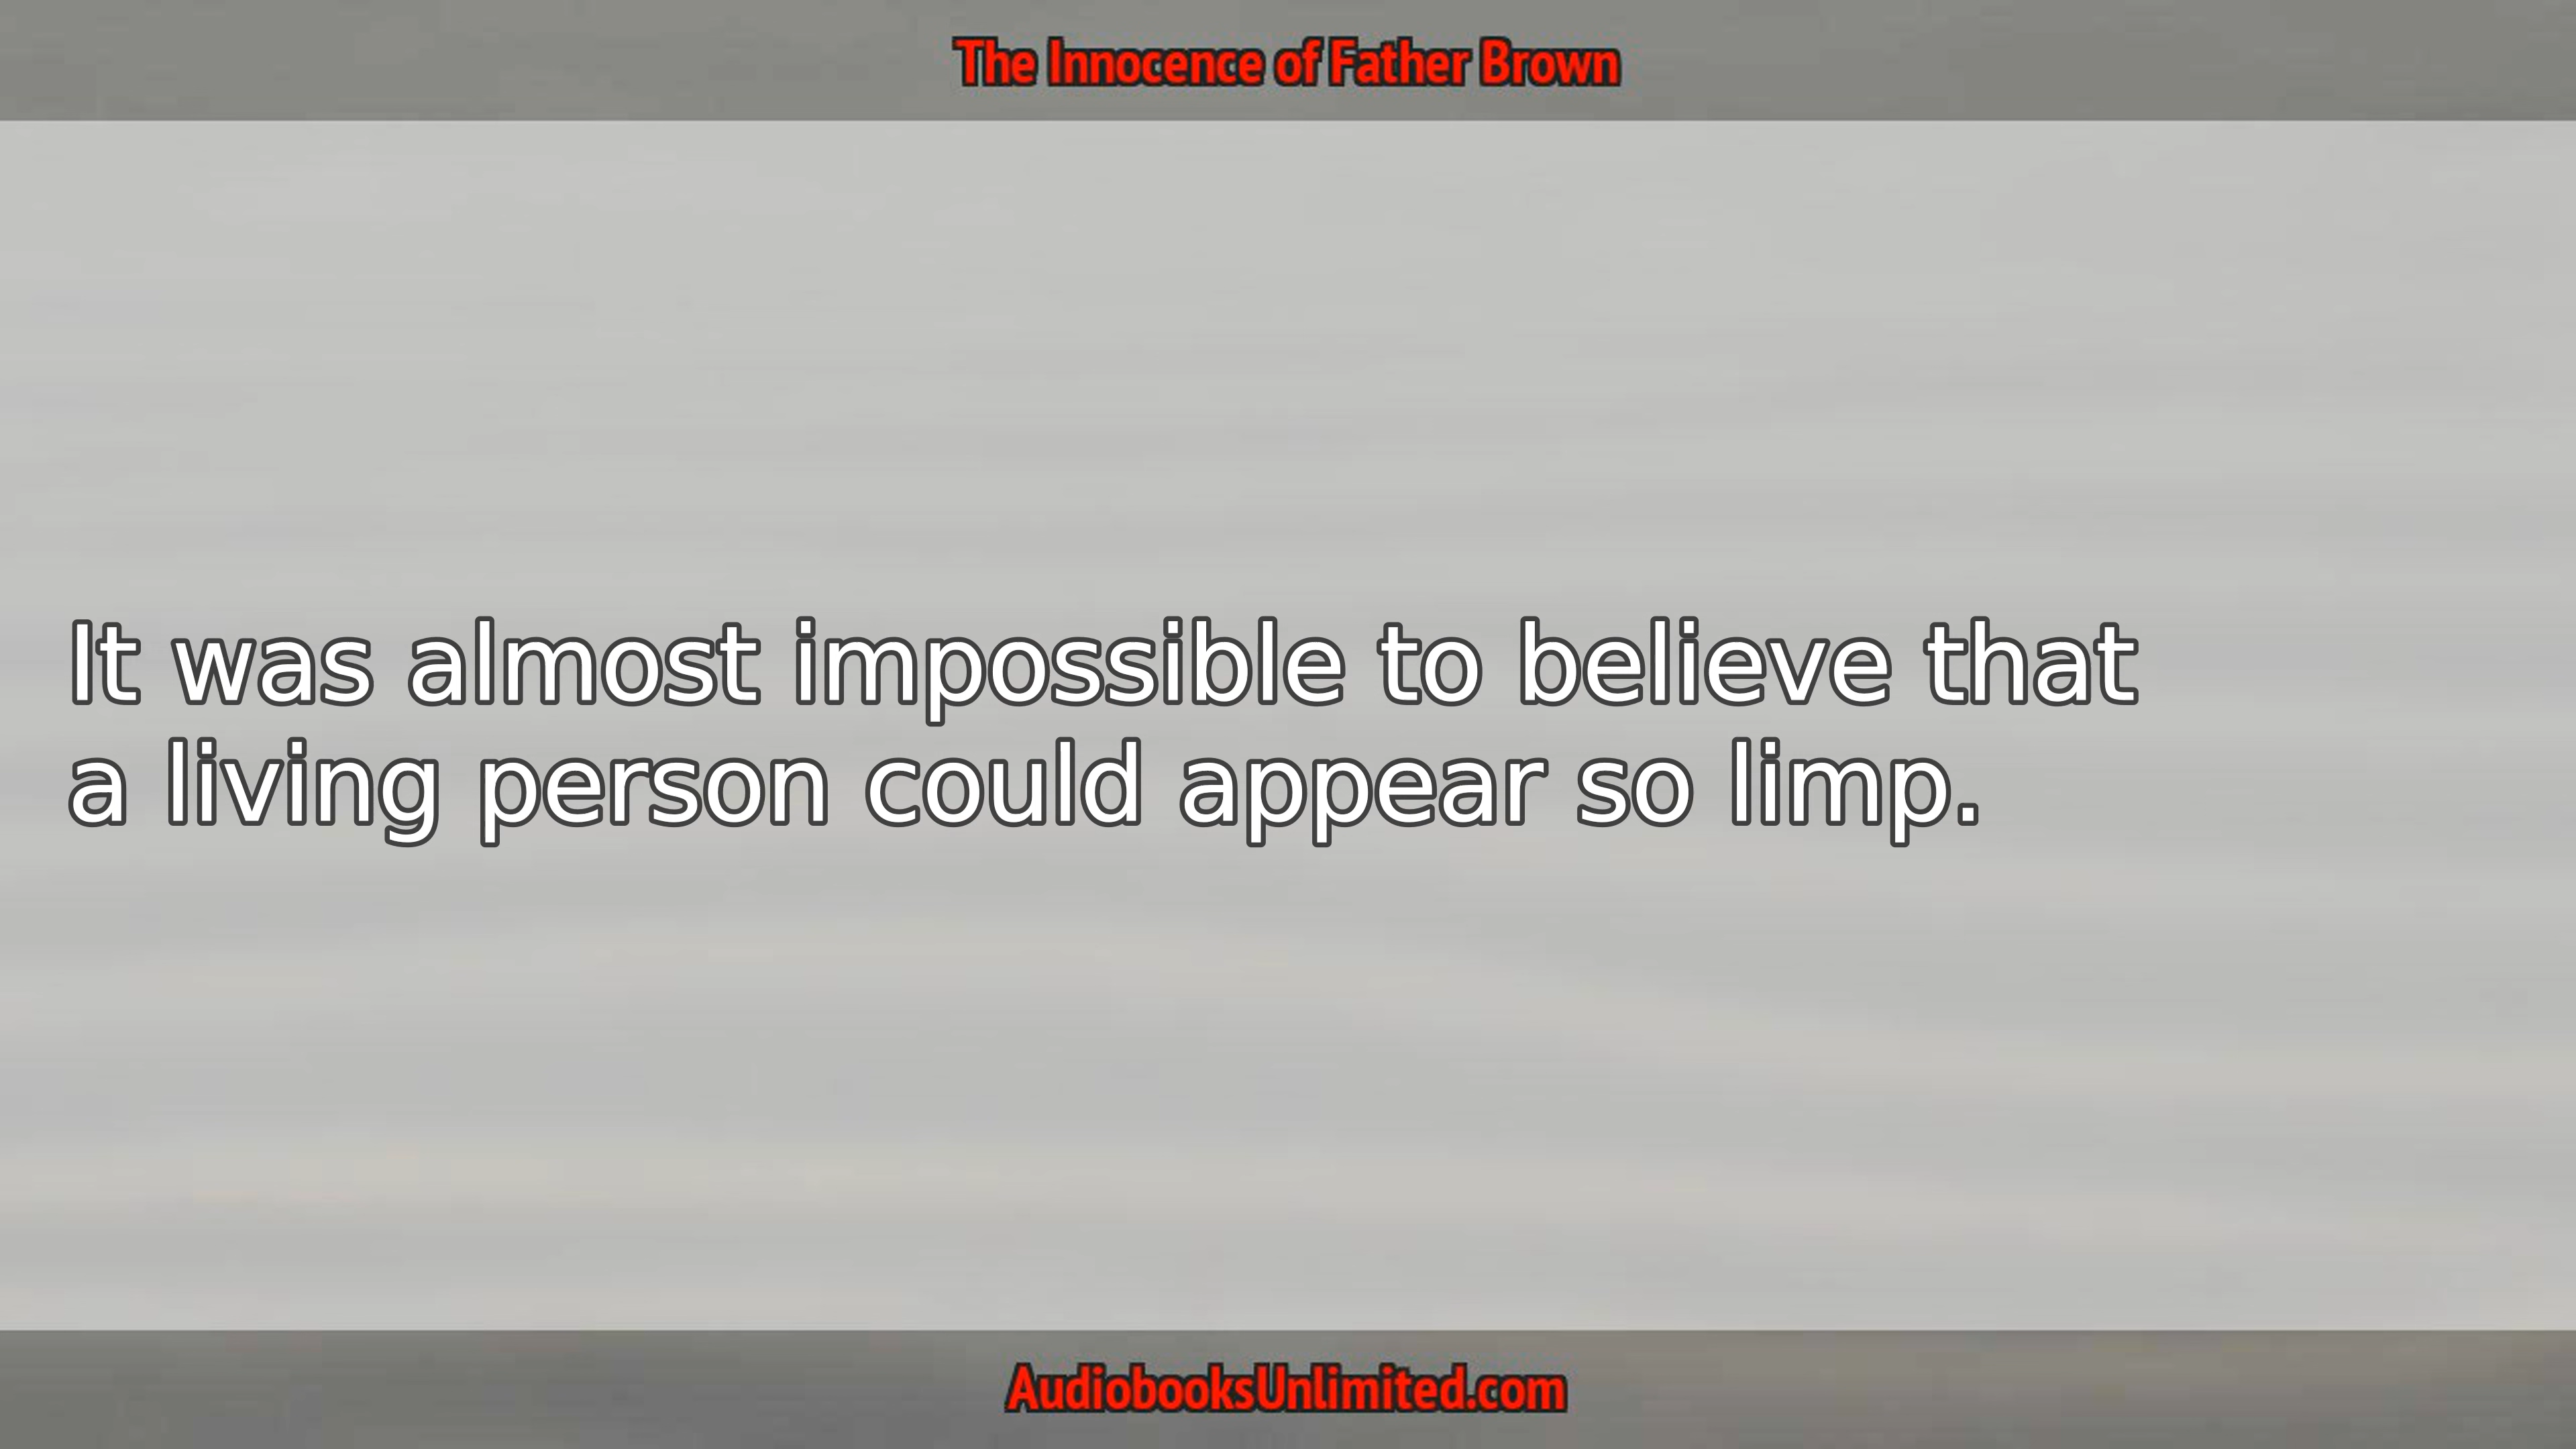 The Innocence of Father Brown
It was almost impossible to believe that
a living person could appear so limp.
AudiobooksUnlimited.com